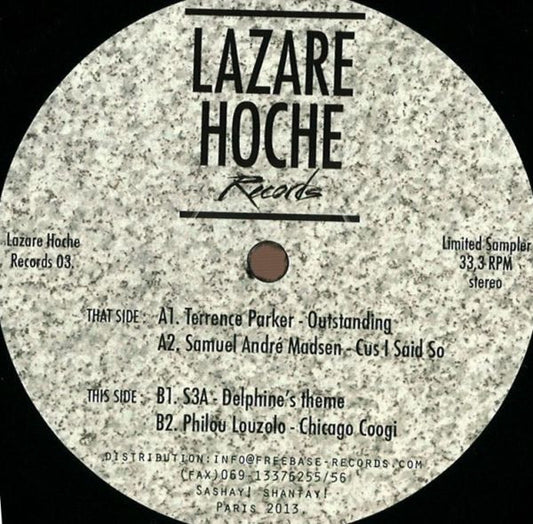 LAZARE
HOCHE
Records
Lazare Hoche
Records 03.
Limited Sampler
33,3 RPM
stereo
THAT SIDE : A1. Terrence Parker - Outstanding
A2. Samuel André Madsen - Cus I Said So
THIS SIDE : B1. S3A - Delphine's theme
B2. Philou Louzolo - Chicago Coogi
DISTRIBUTION:INFO@FREEBASE-RECORDS.COM
(FAX)069-13376255/56
SASHAY! SHANTAY!
PARIS 2013